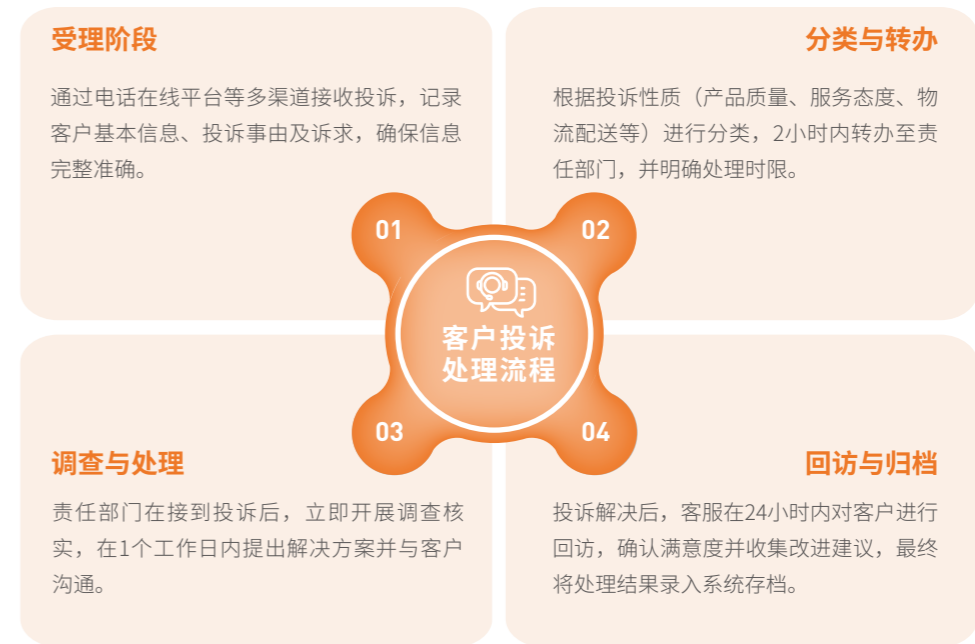 受理阶段
通过电话在线平台等多渠道接收投诉，记录
客户基本信息、投诉事由及诉求，确保信息
完整准确。
01
分类与转办
根据投诉性质（产品质量、服务态度、物
流配送等）进行分类，2小时内转办至责
任部门，并明确处理时限。
02
客户投诉
处理流程
03
调查与处理
责任部门在接到投诉后，立即开展调查核
实，在1个工作日内提出解决方案并与客户
沟通。
04
回访与归档
投诉解决后，客服在24小时内对客户进行
回访，确认满意度并收集改进建议，最终
将处理结果录入系统存档。